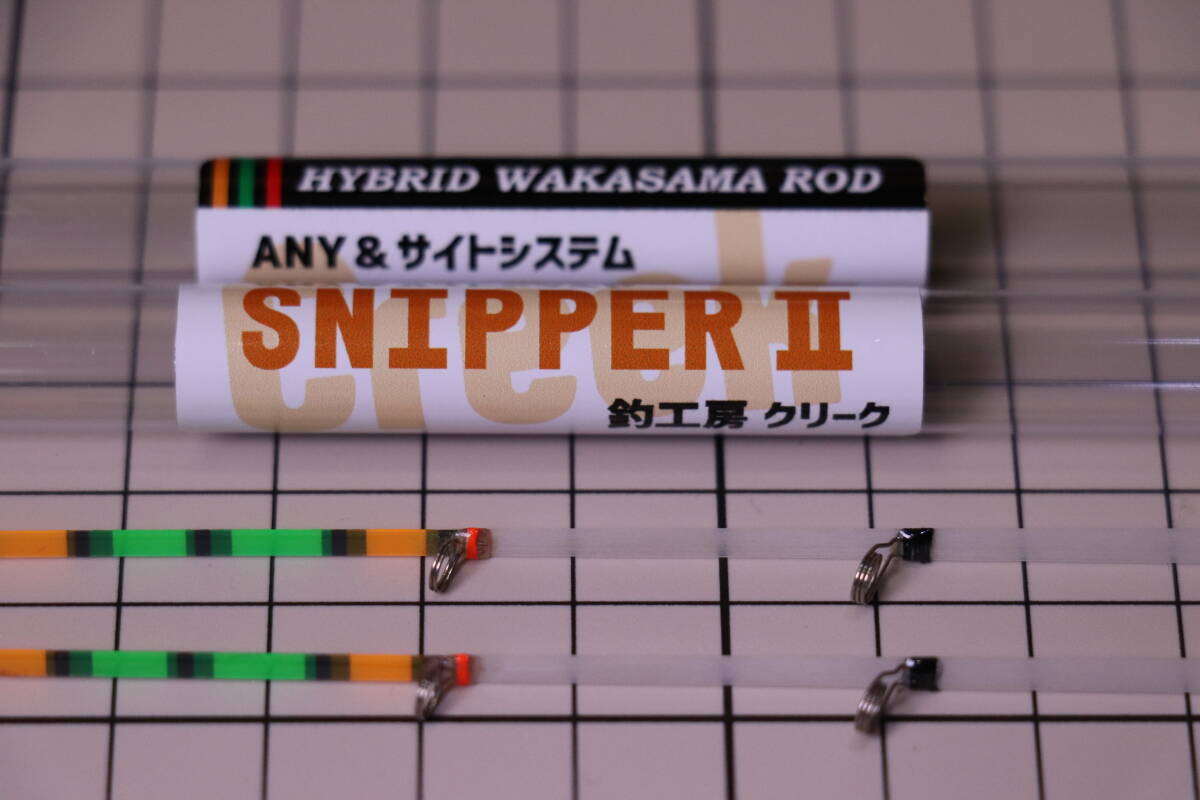 HYBRID WAKASAMA ROD
ANY & サイトシステム
Creek
SNIPPER II
釣工房 クリーク